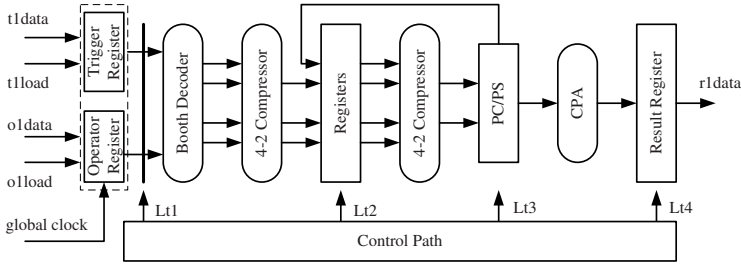 t1data
t1load
o1data
o1load
global clock
Trigger
Register
Operator
Register
Booth Decoder
4-2 Compressor
Registers
4-2 Compressor
PC/PS
CPA
Result Register
r1data
Lt1
Lt2
Lt3
Lt4
Control Path